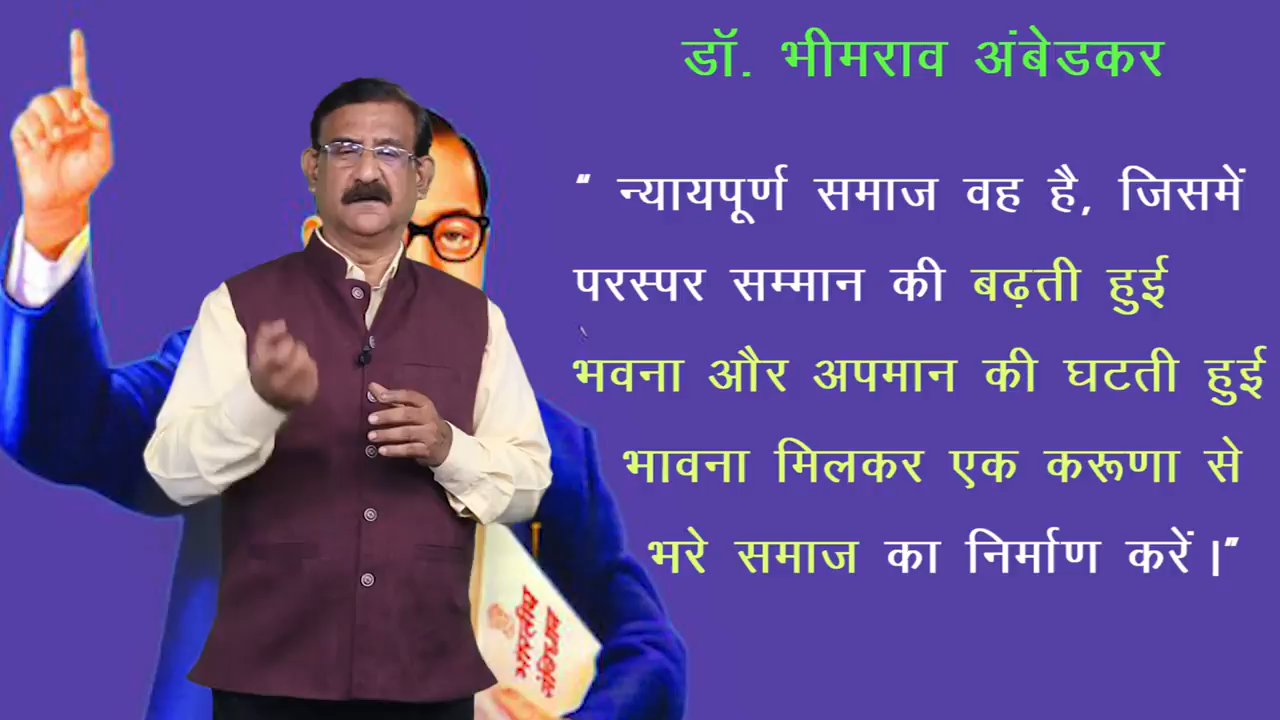 डॉ. भीमराव अंबेडकर
“ न्यायपूर्ण समाज वह है, जिसमें
परस्पर सम्मान की बढ़ती हुई
भवना और अपमान की घटती हुई
भावना मिलकर एक करूणा से
भरे समाज का निर्माण करें।”
भारतीय
संविधान